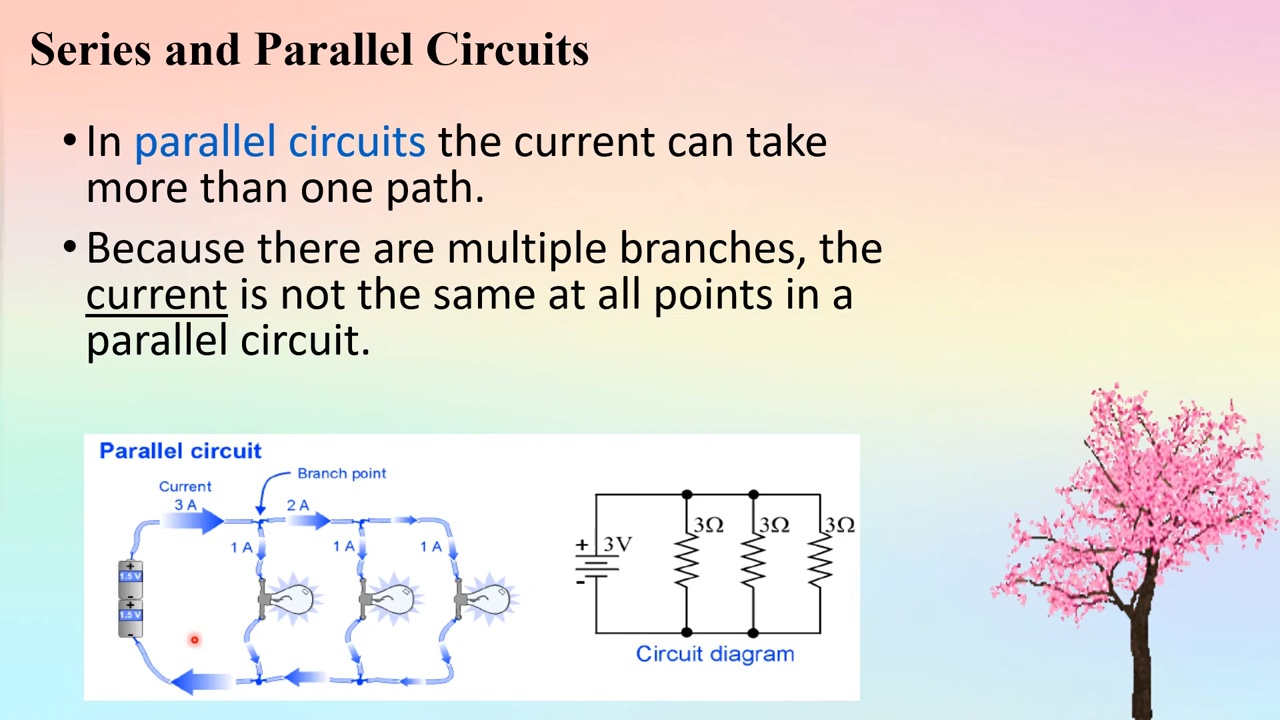 Series and Parallel Circuits
• In parallel circuits the current can take
more than one path.
• Because there are multiple branches, the
current is not the same at all points in a
parallel circuit.
Parallel circuit
Branch point
Current
3 A
2 A
1 A
1 A
1 A
+
1.5 V
-
+
1.5 V
-
3Ω
3Ω
3Ω
+ 3V
-
Circuit diagram